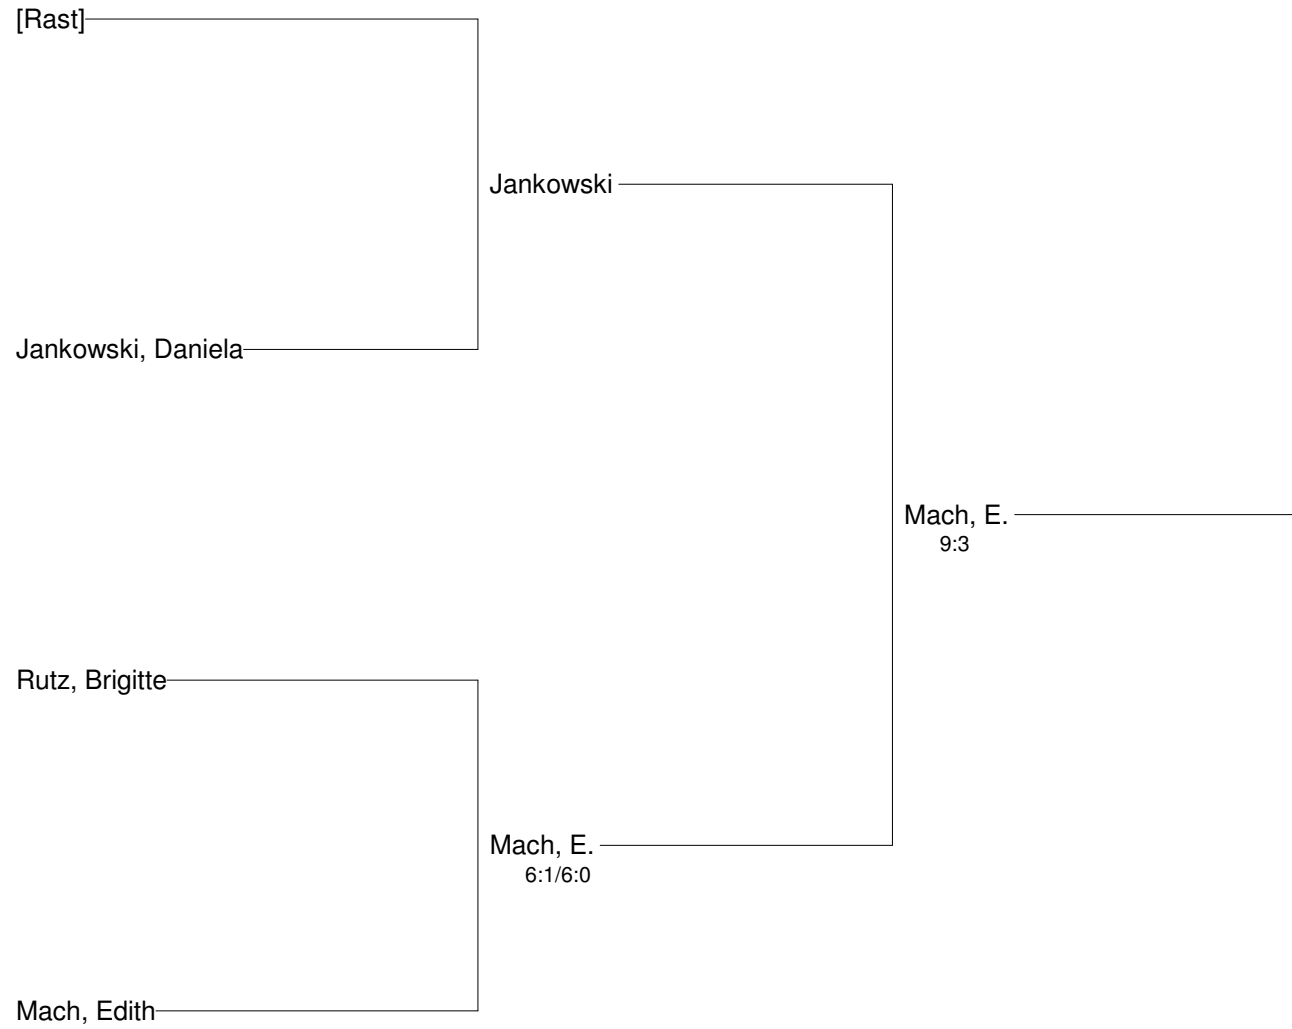 [Rast]
Jankowski
Jankowski, Daniela
Mach, E.
9:3
Rutz, Brigitte
Mach, E.
6:1/6:0
Mach, Edith